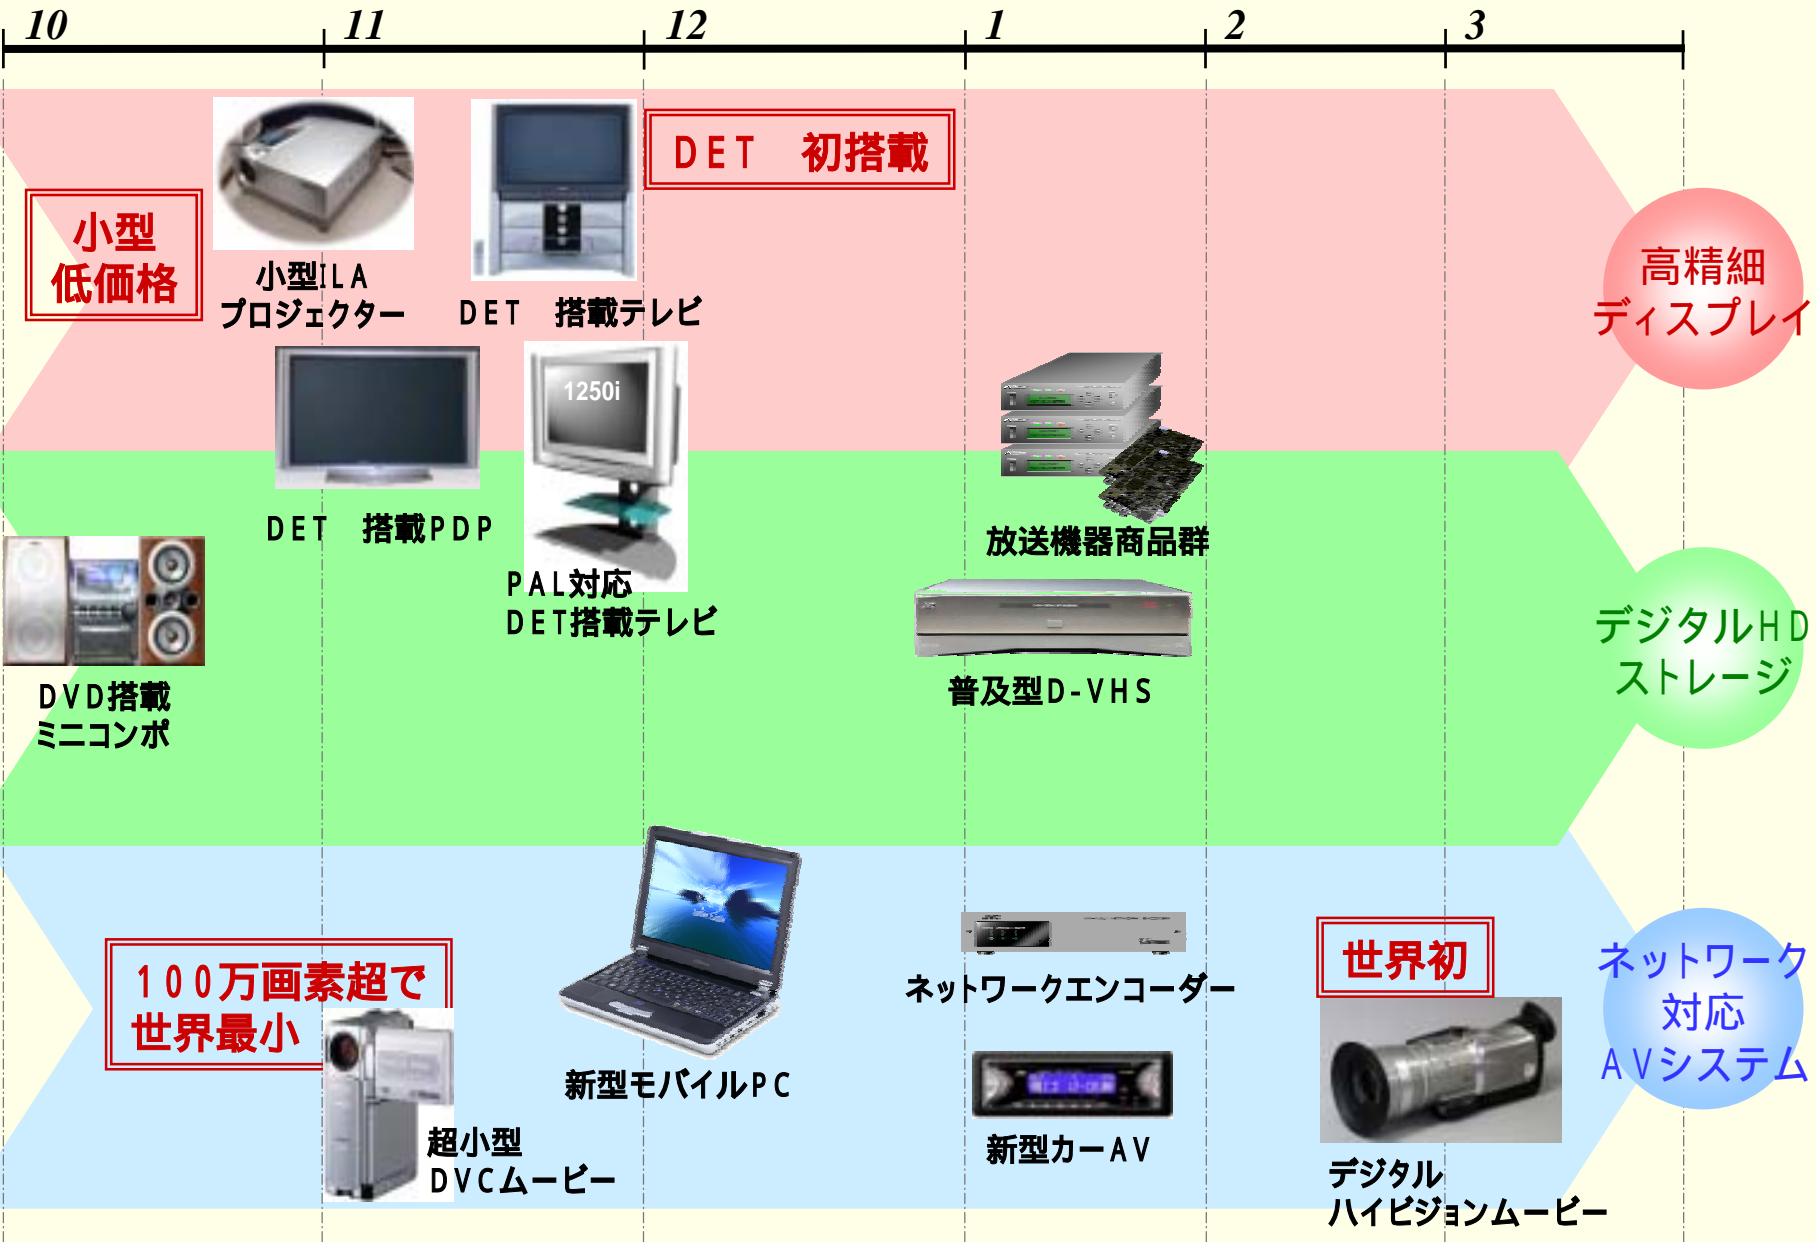 10
11
12
1
2
3
DET　初搭載
小型
低価格
小型ILA
プロジェクター
DET　搭載テレビ
高精細
ディスプレイ
1250i
DET　搭載PDP
PAL対応
DET搭載テレビ
放送機器商品群
DVD搭載
ミニコンポ
普及型D-VHS
デジタルHD
ストレージ
100万画素超で
世界最小
超小型
DVCムービー
新型モバイルPC
ネットワークエンコーダー
新型カーAV
世界初
デジタル
ハイビジョンムービー
ネットワーク
対応
AVシステム